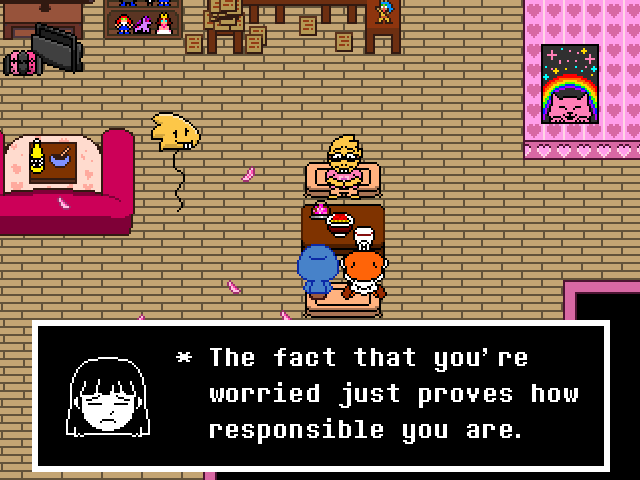 * The fact that you're
worried just proves how
responsible you are.